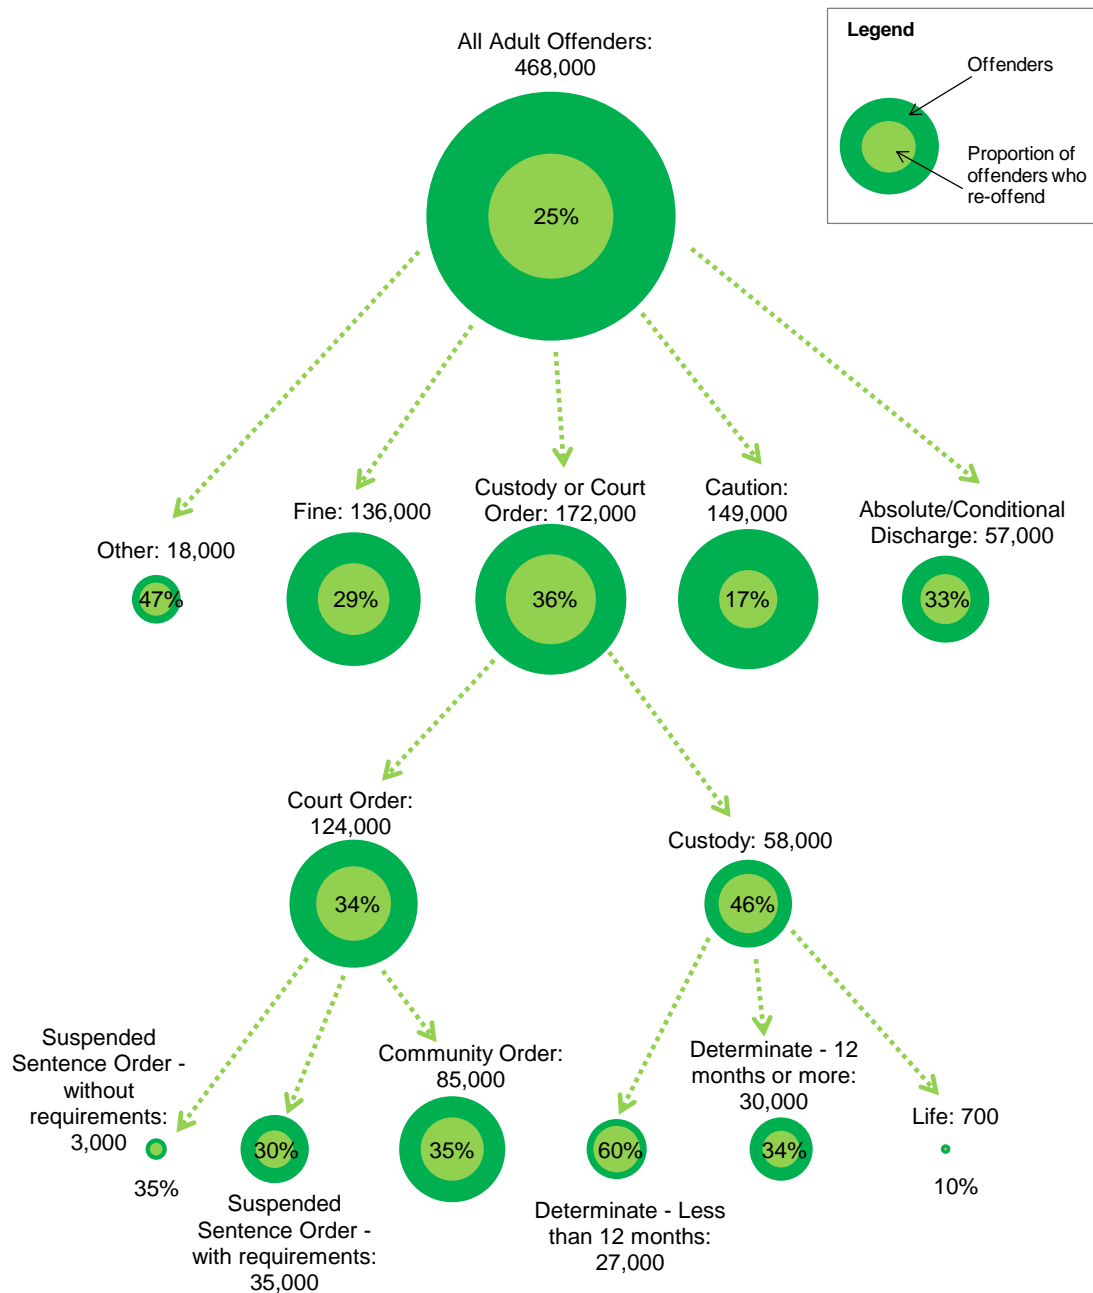 All Adult Offenders:
468,000
25%
Legend
Offenders
Proportion of
offenders who
re-offend
Other: 18,000
47%
Fine: 136,000
29%
Custody or Court
Order: 172,000
36%
Caution:
149,000
17%
Absolute/Conditional
Discharge: 57,000
33%
Court Order:
124,000
34%
Custody: 58,000
46%
Suspended
Sentence Order -
without
requirements:
3,000
35%
30%
Suspended
Sentence Order -
with requirements:
35,000
Community Order:
85,000
35%
60%
Determinate - Less
than 12 months:
27,000
Determinate - 12
months or more:
30,000
34%
Life: 700
10%